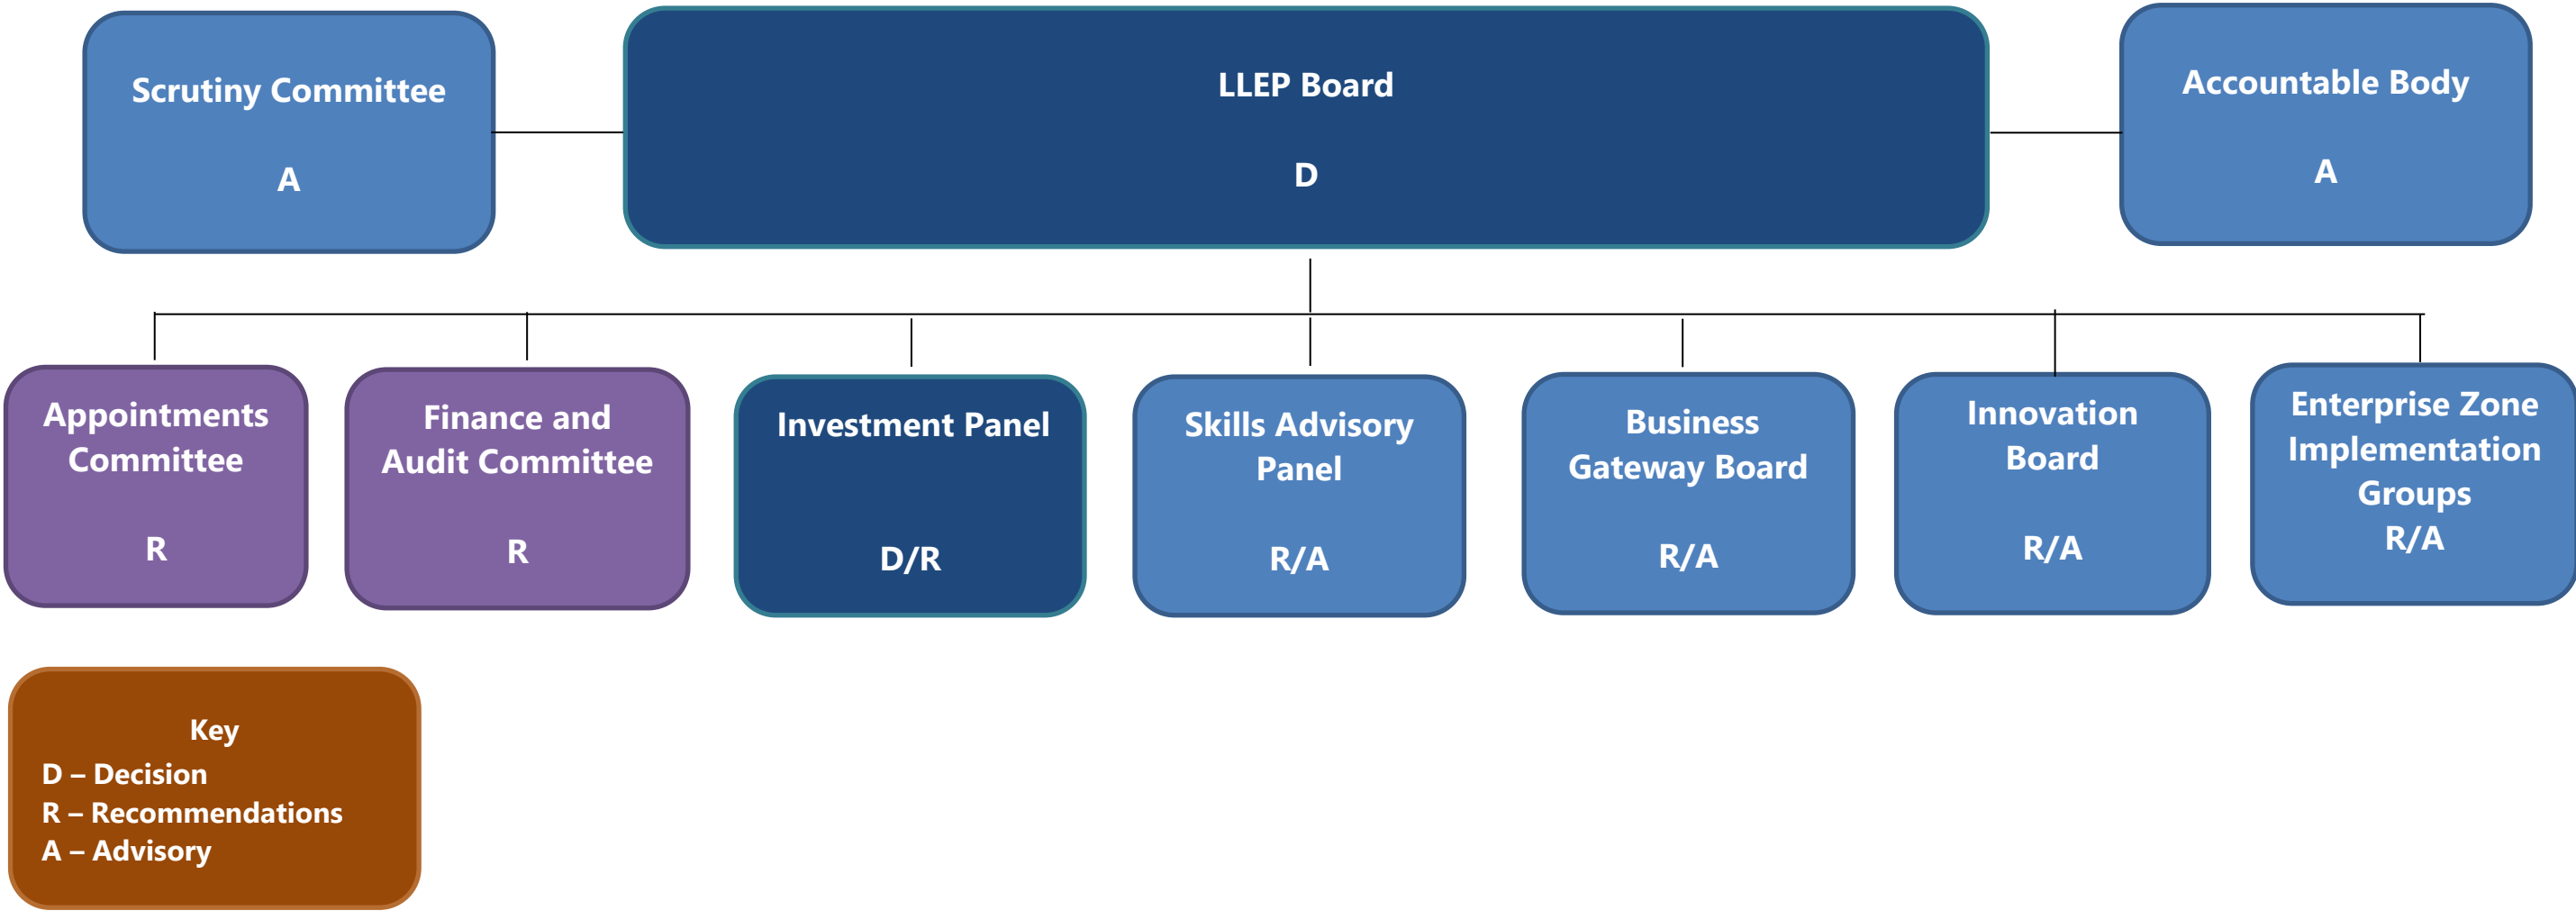 Scrutiny Committee
A
LLEP Board
D
Accountable Body
A
Appointments
Committee
R
Finance and
Audit Committee
R
Investment Panel
D/R
Skills Advisory
Panel
R/A
Business
Gateway Board
R/A
Innovation
Board
R/A
Enterprise Zone
Implementation
Groups
R/A
Key
D – Decision
R – Recommendations
A – Advisory